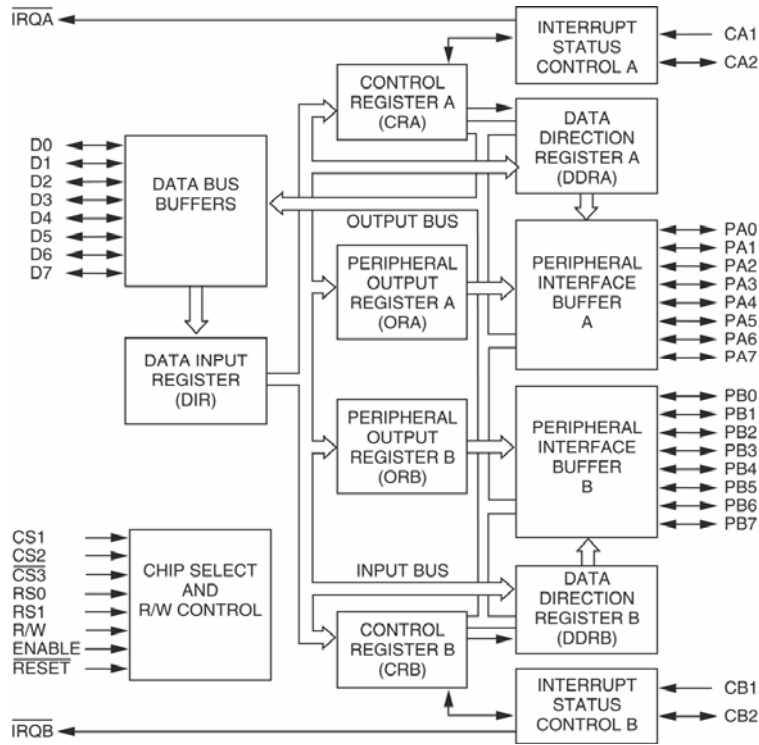 IRQA
INTERRUPT
STATUS
CONTROL A
CA1
CA2
CONTROL
REGISTER A
(CRA)
DATA
DIRECTION
REGISTER A
(DDRA)
D0
D1
D2
D3
D4
D5
D6
D7
DATA BUS
BUFFERS
OUTPUT BUS
PERIPHERAL
OUTPUT
REGISTER A
(ORA)
PERIPHERAL
INTERFACE
BUFFER
A
PA0
PA1
PA2
PA3
PA4
PA5
PA6
PA7
DATA INPUT
REGISTER
(DIR)
PERIPHERAL
OUTPUT
REGISTER B
(ORB)
PERIPHERAL
INTERFACE
BUFFER
B
PB0
PB1
PB2
PB3
PB4
PB5
PB6
PB7
CS1
CS2
CS3
RS0
RS1
R/W
ENABLE
RESET
CHIP SELECT
AND
R/W CONTROL
INPUT BUS
DATA
DIRECTION
REGISTER B
(DDRB)
CONTROL
REGISTER B
(CRB)
INTERRUPT
STATUS
CONTROL B
CB1
CB2
IRQB